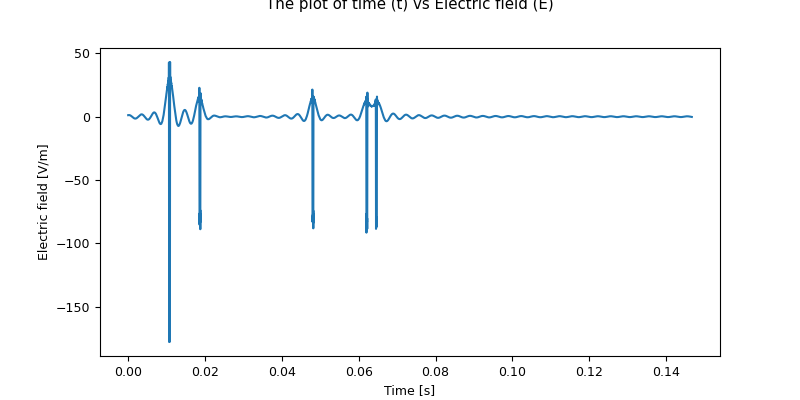 The plot of time (t) vs Electric field (E)
50
0
−50
−100
−150
Electric field [V/m]
0.00 0.02 0.04 0.06 0.08 0.10 0.12 0.14
Time [s]